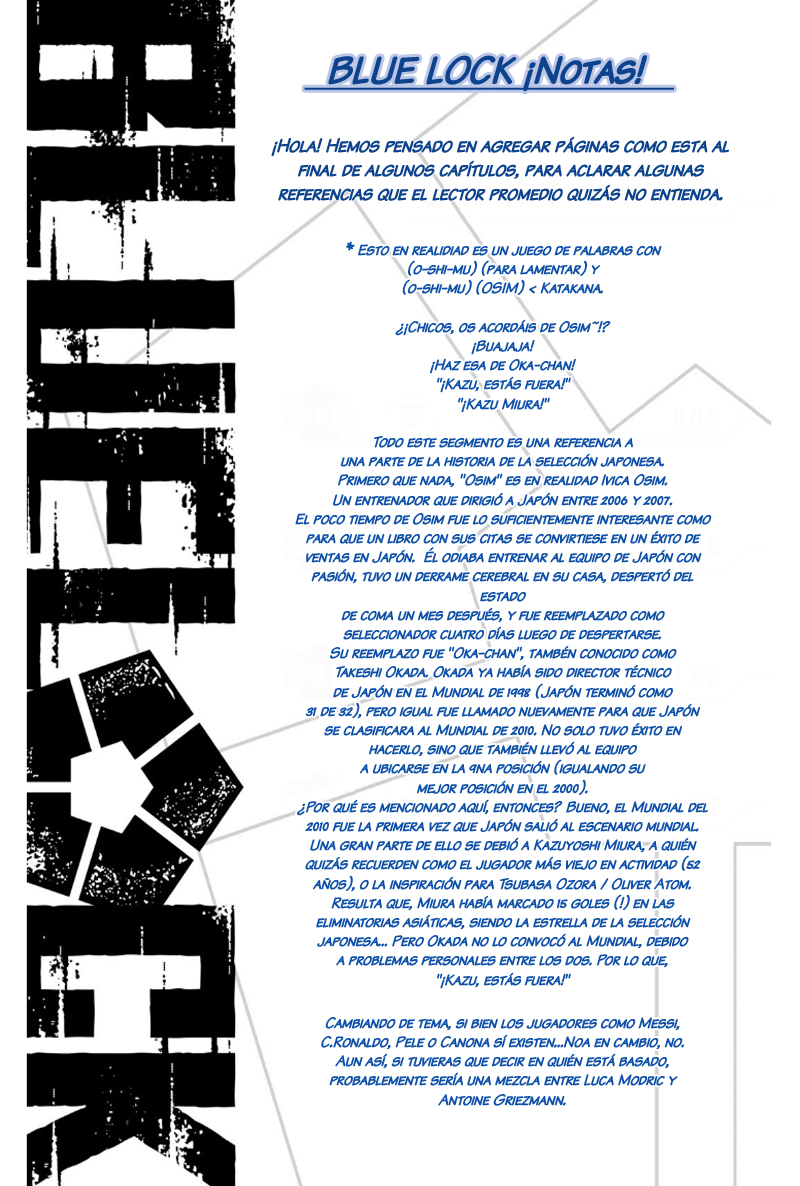 BLUE LOCK
BLUE LOCK ¡Notas!
¡Hola! Hemos pensado en agregar páginas como esta al
final de algunos capítulos, para aclarar algunas
referencias que el lector promedio quizás no entienda.
* Esto en realidiad es un juego de palabras con
(o-shi-mu) (para lamentar) y
(o-shi-mu) (OSIM) < Katakana.
¿¡Chicos, os acordáis de Osim~!?
¡Buajaja!
¡Haz esa de Oka-chan!
"¡Kazu, estás fuera!"
"¡Kazu Miura!"
Todo este segmento es una referencia a
una parte de la historia de la selección japonesa.
Primero que nada, "Osim" es en realidad Ivica Osim.
Un entrenador que dirigió a Japón entre 2006 y 2007.
El poco tiempo de Osim fue lo suficientemente interesante como
para que un libro con sus citas se convirtiese en un éxito de
ventas en Japón. Él odiaba entrenar al equipo de Japón con
pasión, tuvo un derrame cerebral en su casa, despertó del
estado
de coma un mes después, y fue reemplazado como
seleccionador cuatro días luego de despertarse.
Su reemplazo fue "Oka-chan", tambén conocido como
Takeshi Okada. Okada ya había sido director técnico
de Japón en el Mundial de 1998 (Japón terminó como
31 de 32), pero igual fue llamado nuevamente para que Japón
se clasificara al Mundial de 2010. No solo tuvo éxito en
hacerlo, sino que también llevó al equipo
a ubicarse en la 9na posición (igualando su
mejor posición en el 2000).
¿Por qué es mencionado aquí, entonces? Bueno, el Mundial del
2010 fue la primera vez que Japón salió al escenario mundial.
Una gran parte de ello se debió a Kazuyoshi Miura, a quién
quizás recuerden como el jugador más viejo en actividad (52
años), o la inspiración para Tsubasa Ozora / Oliver Atom.
Resulta que, Miura había marcado 15 goles (!) en las
eliminatorias asiáticas, siendo la estrella de la selección
japonesa... Pero Okada no lo convocó al Mundial, debido
a problemas personales entre los dos. Por lo que,
"¡Kazu, estás fuera!"
Cambiando de tema, si bien los jugadores como Messi,
C.Ronaldo, Pele o Canona sí existen...Noa en cambio, no.
Aun así, si tuvieras que decir en quién está basado,
probablemente sería una mezcla entre Luca Modric y
Antoine Griezmann.